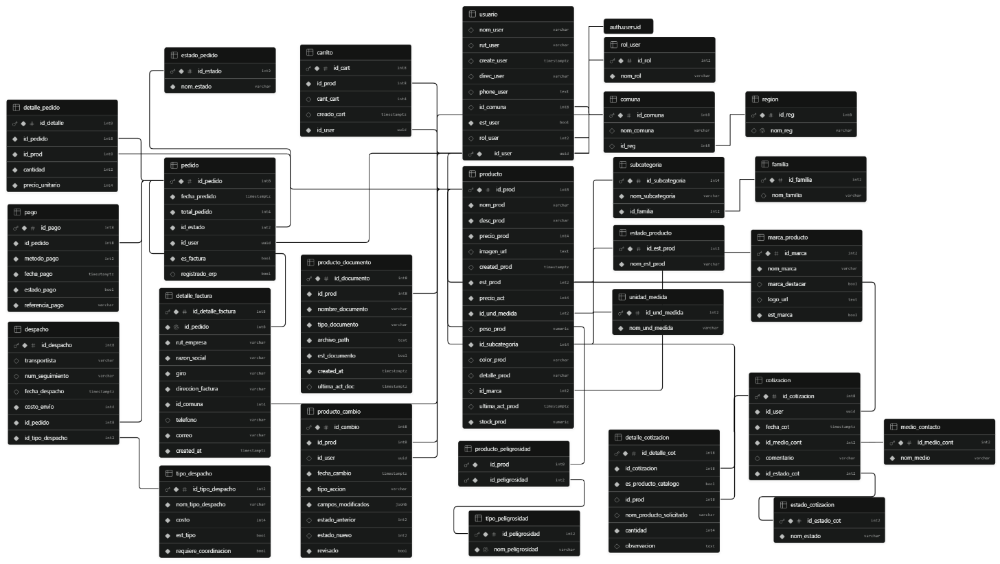 usuario
nom_user varchar
rut_user varchar
create_user timestamptz
direc_user varchar
phone_user text
id_comuna int8
est_user bool
rol_user int2
id_user uuid
auth.users.id
rol_user
id_rol int2
nom_rol varchar
estado_pedido
id_estado int2
nom_estado varchar
carrito
id_cart int8
id_prod int8
cant_cart int4
creado_cart timestamptz
id_user uuid
comuna
id_comuna int8
nom_comuna varchar
id_reg int8
region
id_reg int8
nom_reg varchar
detalle_pedido
id_detalle int8
id_pedido int8
id_prod int8
cantidad int2
precio_unitario int4
pedido
id_pedido int8
fecha_predido timestamptz
total_pedido int4
id_estado int2
id_user uuid
es_factura bool
registrado_erp bool
producto
id_prod int8
nom_prod varchar
desc_prod varchar
precio_prod int4
imagen_url text
created_prod timestamptz
est_prod int2
precio_act int4
id_und_medida int2
peso_prod numeric
id_subcategoria int4
color_prod varchar
detalle_prod varchar
id_marca int2
ultima_act_prod timestamptz
stock_prod numeric
subcategoria
id_subcategoria int4
nom_subcategoria varchar
id_familia int2
familia
id_familia int2
nom_familia varchar
pago
id_pago int8
id_pedido int8
metodo_pago int2
fecha_pago timestamptz
estado_pago bool
referencia_pago varchar
estado_producto
id_est_prod int2
nom_est_prod varchar
marca_producto
id_marca int2
nom_marca varchar
marca_destacar bool
logo_url text
est_marca bool
producto_documento
id_documento int8
id_prod int8
nombre_documento varchar
tipo_documento varchar
archivo_path text
est_documento bool
created_at timestamptz
ultima_act_doc timestamptz
detalle_factura
id_detalle_factura int8
id_pedido int8
rut_empresa varchar
razon_social varchar
giro varchar
direccion_factura varchar
id_comuna int4
telefono varchar
correo varchar
created_at timestamptz
unidad_medida
id_und_medida int2
nom_und_medida varchar
despacho
id_despacho int8
transportista varchar
num_seguimiento varchar
fecha_despacho timestamptz
costo_envio int4
id_pedido int8
id_tipo_despacho int2
cotizacion
id_cotizacion int8
id_user uuid
fecha_cot timestamptz
id_medio_cont int2
comentario varchar
id_estado_cot int2
producto_cambio
id_cambio int8
id_prod int8
id_user uuid
fecha_cambio timestamptz
tipo_accion varchar
campos_modificados jsonb
estado_anterior int2
estado_nuevo int2
revisado bool
medio_contacto
id_medio_cont int2
nom_medio varchar
detalle_cotizacion
id_detalle_cot int8
id_cotizacion int8
es_producto_catalogo bool
id_prod int8
nom_producto_solicitado varchar
cantidad int4
observacion text
producto_peligrosidad
id_prod int8
id_peligrosidad int2
tipo_despacho
id_tipo_despacho int2
nom_tipo_despacho varchar
costo int4
est_tipo bool
requiere_coordinacion bool
estado_cotizacion
id_estado_cot int2
nom_estado varchar
tipo_peligrosidad
id_peligrosidad int2
nom_peligrosidad varchar